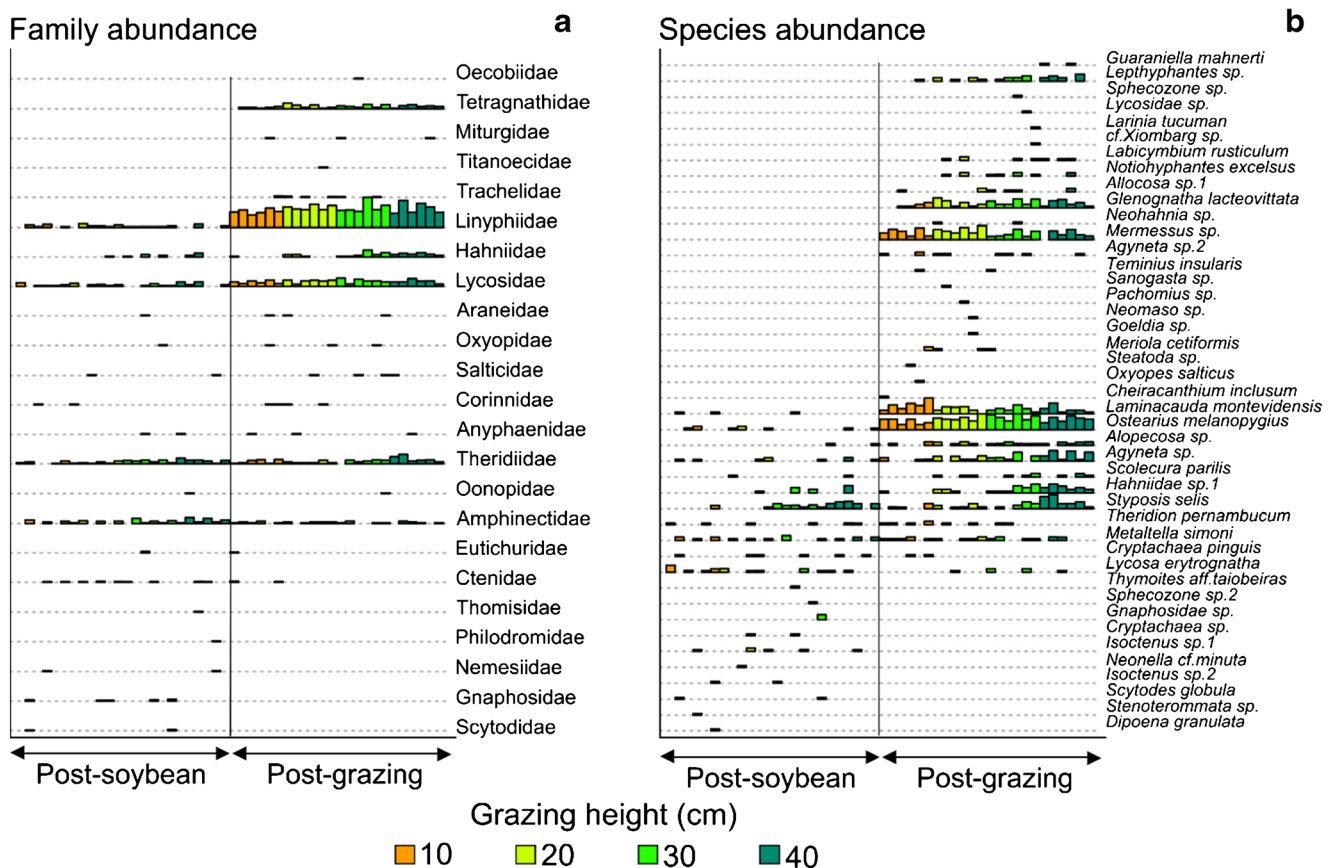 Family abundance
a
Oecobiidae
Tetragnathidae
Miturgidae
Titanoecidae
Trachelidae
Linyphiidae
Hahniidae
Lycosidae
Araneidae
Oxyopidae
Salticidae
Corinnidae
Anyphaenidae
Theridiidae
Oonopidae
Amphinectidae
Eutichuridae
Ctenidae
Thomisidae
Philodromidae
Nemesiidae
Gnaphosidae
Scytodidae
Post-soybean
Post-grazing
Species abundance
b
Guaraniella mahnerti
Lepthyphantes sp.
Sphecozone sp.
Lycosidae sp.
Larinia tucuman
cf.Xiombarg sp.
Labicymbium rusticulum
Notiohyphantes excelsus
Allocosa sp.1
Glenognatha lacteovittata
Neohahnia sp.
Mermessus sp.
Agyneta sp.2
Teminius insularis
Sanogasta sp.
Pachomius sp.
Neomaso sp.
Goeldia sp.
Meriola cetiformis
Steatoda sp.
Oxyopes salticus
Cheiracanthium inclusum
Laminacauda montevidensis
Ostearius melanopygius
Alopecosa sp.
Agyneta sp.
Scolecura parilis
Hahniidae sp.1
Styposis selis
Theridion pernambucum
Metaltella simoni
Cryptachaea pinguis
Lycosa erytrognatha
Thymoites aff.taiobeiras
Sphecozone sp.2
Gnaphosidae sp.
Cryptachaea sp.
Isoctenus sp.1
Neonella cf.minuta
Isoctenus sp.2
Scytodes globula
Stenoterommata sp.
Dipoena granulata
Post-soybean
Post-grazing
Grazing height (cm)
10
20
30
40